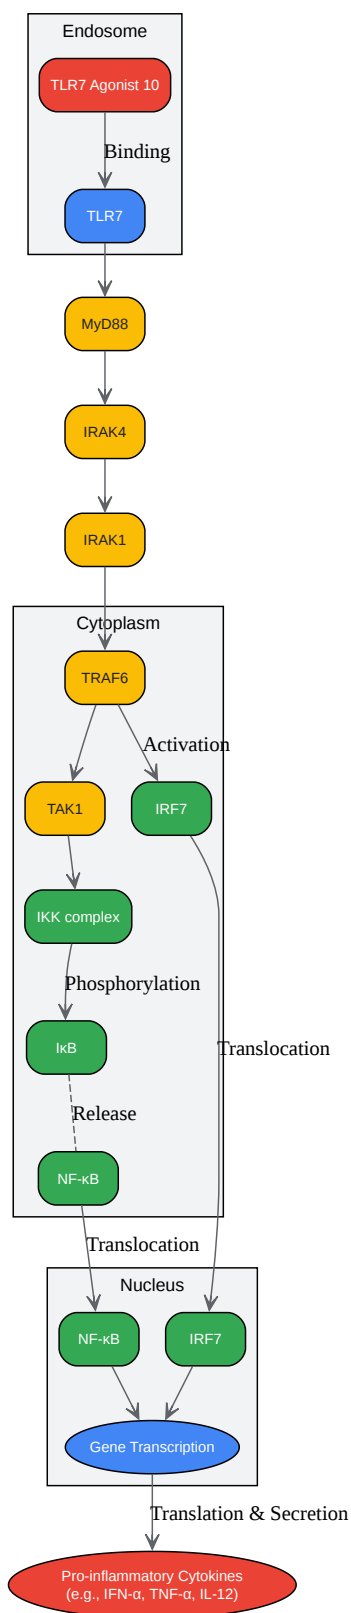 Endosome
TLR7 Agonist 10
Binding
TLR7
MyD88
IRAK4
IRAK1
Cytoplasm
TRAF6
Activation
TAK1
IRF7
IKK complex
Phosphorylation
IκB
Translocation
Release
NF-κB
Translocation
Nucleus
NF-κB
IRF7
Gene Transcription
Translation & Secretion
Pro-inflammatory Cytokines
(e.g., IFN-α, TNF-α, IL-12)